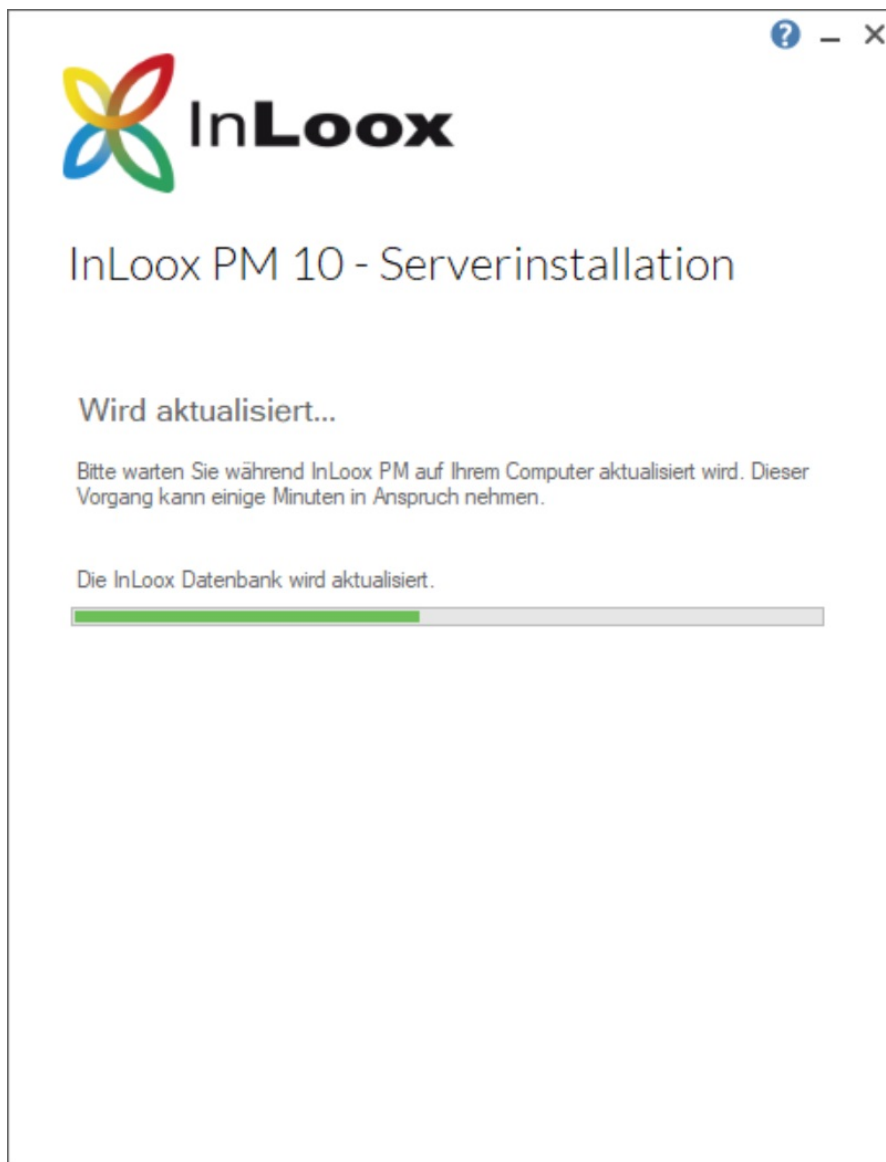 InLoox
InLoox PM 10 - Serverinstallation
Wird aktualisiert...
Bitte warten Sie während InLoox PM auf Ihrem Computer aktualisiert wird. Dieser
Vorgang kann einige Minuten in Anspruch nehmen.
Die InLoox Datenbank wird aktualisiert.